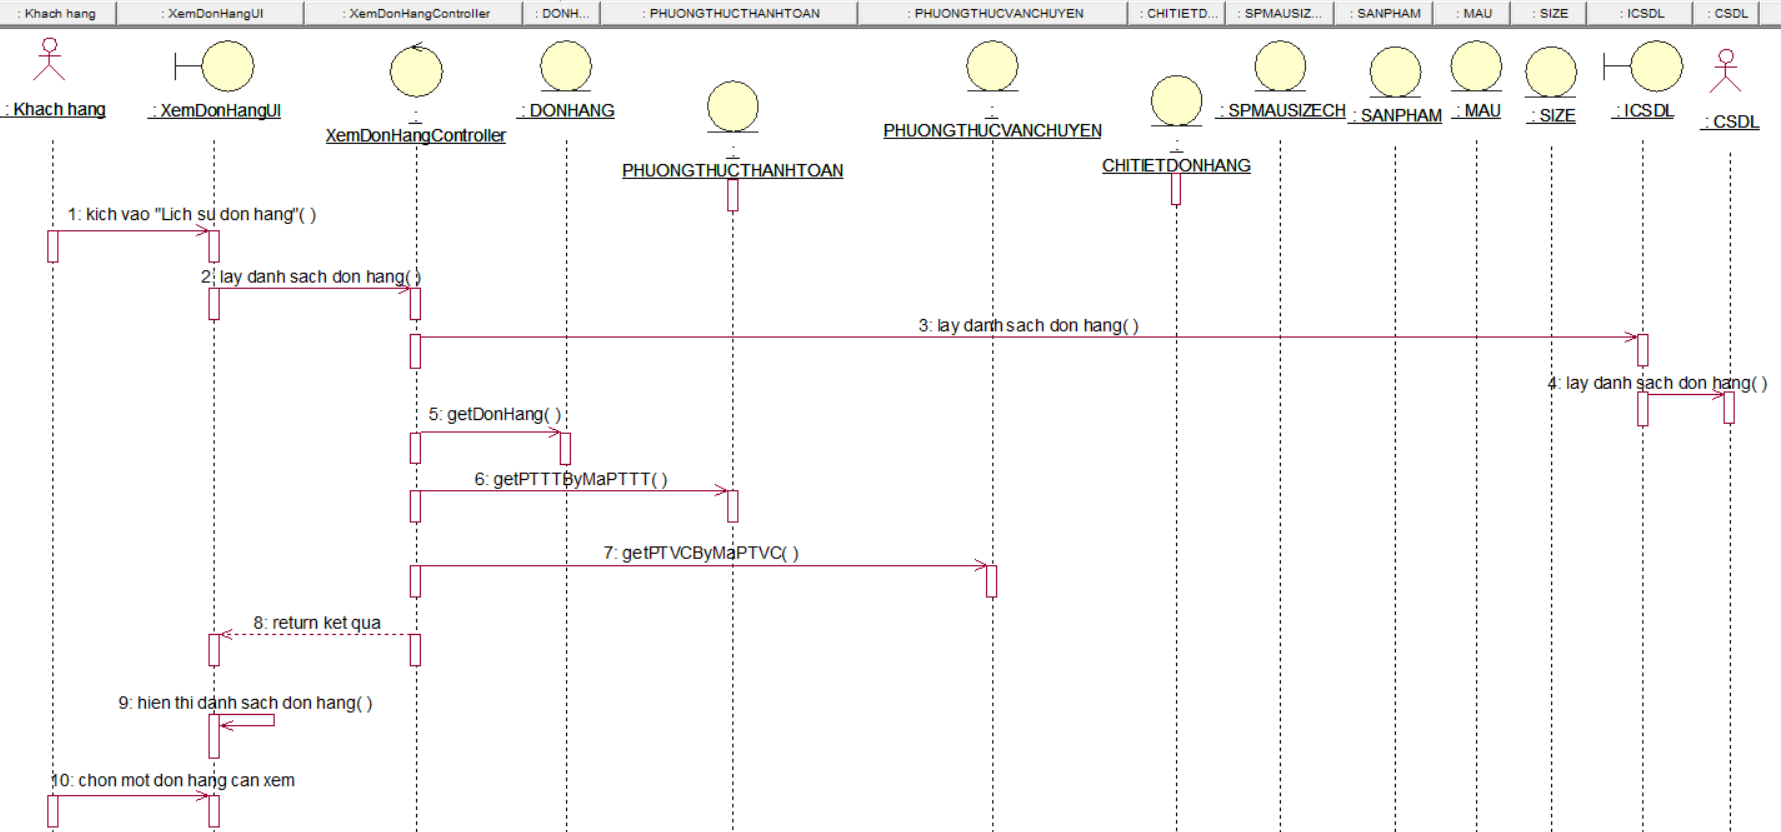 : Khach hang
: XemDonHangUI
: XemDonHangController
: DONH...
: PHUONGTHUCTHANHTOAN
: PHUONGTHUCVANCHUYEN
: CHITIETD...
: SPMAUSIZ...
: SANPHAM
: MAU
: SIZE
: ICSDL
: CSDL
: Khach hang
: XemDonHangUI
:
XemDonHangController
: DONHANG
:
PHUONGTHUCTHANHTOAN
:
PHUONGTHUCVANCHUYEN
:
CHITIETDONHANG
: SPMAUSIZECH
: SANPHAM
: MAU
: SIZE
: ICSDL
: CSDL
1: kich vao "Lich su don hang"( )
2: lay danh sach don hang( )
3: lay danh sach don hang( )
4: lay danh sach don hang( )
5: getDonHang( )
6: getPTTTByMaPTTT( )
7: getPTVCByMaPTVC( )
8: return ket qua
9: hien thi danh sach don hang( )
10: chon mot don hang can xem